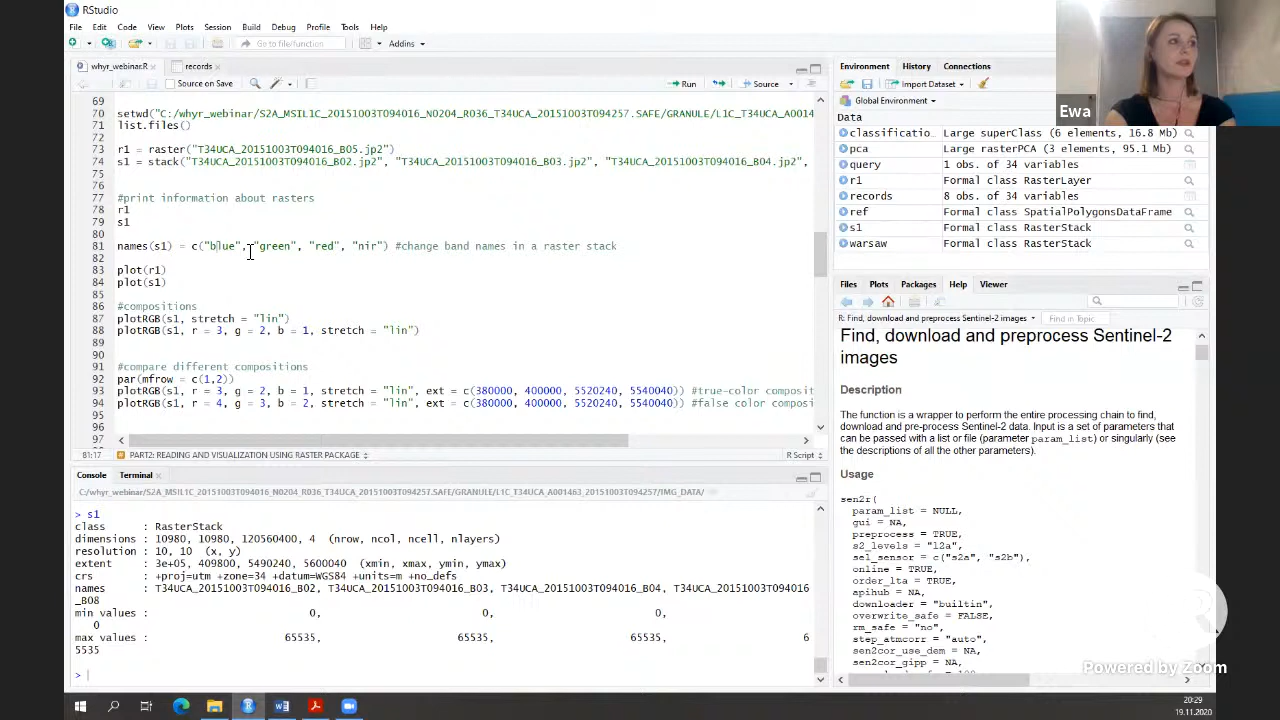 RStudio
File Edit Code View Plots Session Build Debug Profile Tools Help
Go to file/function Addins
whyr_webinar.R records
Source on Save Run Source
69
70 setwd("C:/whyr_webinar/S2A_MSIL1C_20151003T094016_N0204_R036_T34UCA_20151003T094257.SAFE/GRANULE/L1C_T34UCA_A0014
71 list.files()
72
73 r1 = raster("T34UCA_20151003T094016_B05.jp2")
74 s1 = stack("T34UCA_20151003T094016_B02.jp2", "T34UCA_20151003T094016_B03.jp2", "T34UCA_20151003T094016_B04.jp2",
75
76
77 #print information about rasters
78 r1
79 s1
80
81 names(s1) = c("blue", "green", "red", "nir") #change band names in a raster stack
82
83 plot(r1)
84 plot(s1)
85
86 #compositions
87 plotRGB(s1, stretch = "lin")
88 plotRGB(s1, r = 3, g = 2, b = 1, stretch = "lin")
89
90
91 #compare different compositions
92 par(mfrow = c(1,2))
93 plotRGB(s1, r = 3, g = 2, b = 1, stretch = "lin", ext = c(380000, 400000, 5520240, 5540040)) #true-color composit
94 plotRGB(s1, r = 4, g = 3, b = 2, stretch = "lin", ext = c(380000, 400000, 5520240, 5540040)) #false color composi
95
96
97
81:17 PART2: READING AND VISUALIZATION USING RASTER PACKAGE R Script
Console Terminal
C:/whyr_webinar/S2A_MSIL1C_20151003T094016_N0204_R036_T34UCA_20151003T094257.SAFE/GRANULE/L1C_T34UCA_A001463_20151003T094257/IMG_DATA/
> s1
class : RasterStack
dimensions : 10980, 10980, 120560400, 4 (nrow, ncol, ncell, nlayers)
resolution : 10, 10 (x, y)
extent : 3e+05, 409800, 5490240, 5600040 (xmin, xmax, ymin, ymax)
crs : +proj=utm +zone=34 +datum=WGS84 +units=m +no_defs
names : T34UCA_20151003T094016_B02, T34UCA_20151003T094016_B03, T34UCA_20151003T094016_B04, T34UCA_20151003T094016
_B08
min values : 0, 0, 0,
0
max values : 65535, 65535, 65535, 6
5535
>
Environment History Connections
Import Dataset
Global Environment
Data
classificatio… Large superClass (6 elements, 16.8 M
pca Large rasterPCA (3 elements, 95.1 Mb)
query 1 obs. of 34 variables
r1 Formal class RasterLayer
records 8 obs. of 34 variables
ref Formal class SpatialPolygonsDataFrame
s1 Formal class RasterStack
warsaw Formal class RasterStack
Files Plots Packages Help Viewer
R: Find, download and preprocess Sentinel-2 images Find in Topic
Find, download and preprocess Sentinel-2
images
Description
The function is a wrapper to perform the entire processing chain to find,
download and pre-process Sentinel-2 data. Input is a set of parameters that
can be passed with a list or file (parameter param_list) or singularly (see
the descriptions of all the other parameters).
Usage
sen2r(
param_list = NULL,
gui = NA,
preprocess = TRUE,
s2_levels = "l2a",
sel_sensor = c("s2a", "s2b"),
online = TRUE,
order_lta = TRUE,
apihub = NA,
downloader = "builtin",
overwrite_safe = FALSE,
rm_safe = "no",
step_atmcorr = "auto",
sen2cor_use_dem = NA,
sen2cor_gipp = NA,
Ewa
Powered by Zoom
20:29
19.11.2020